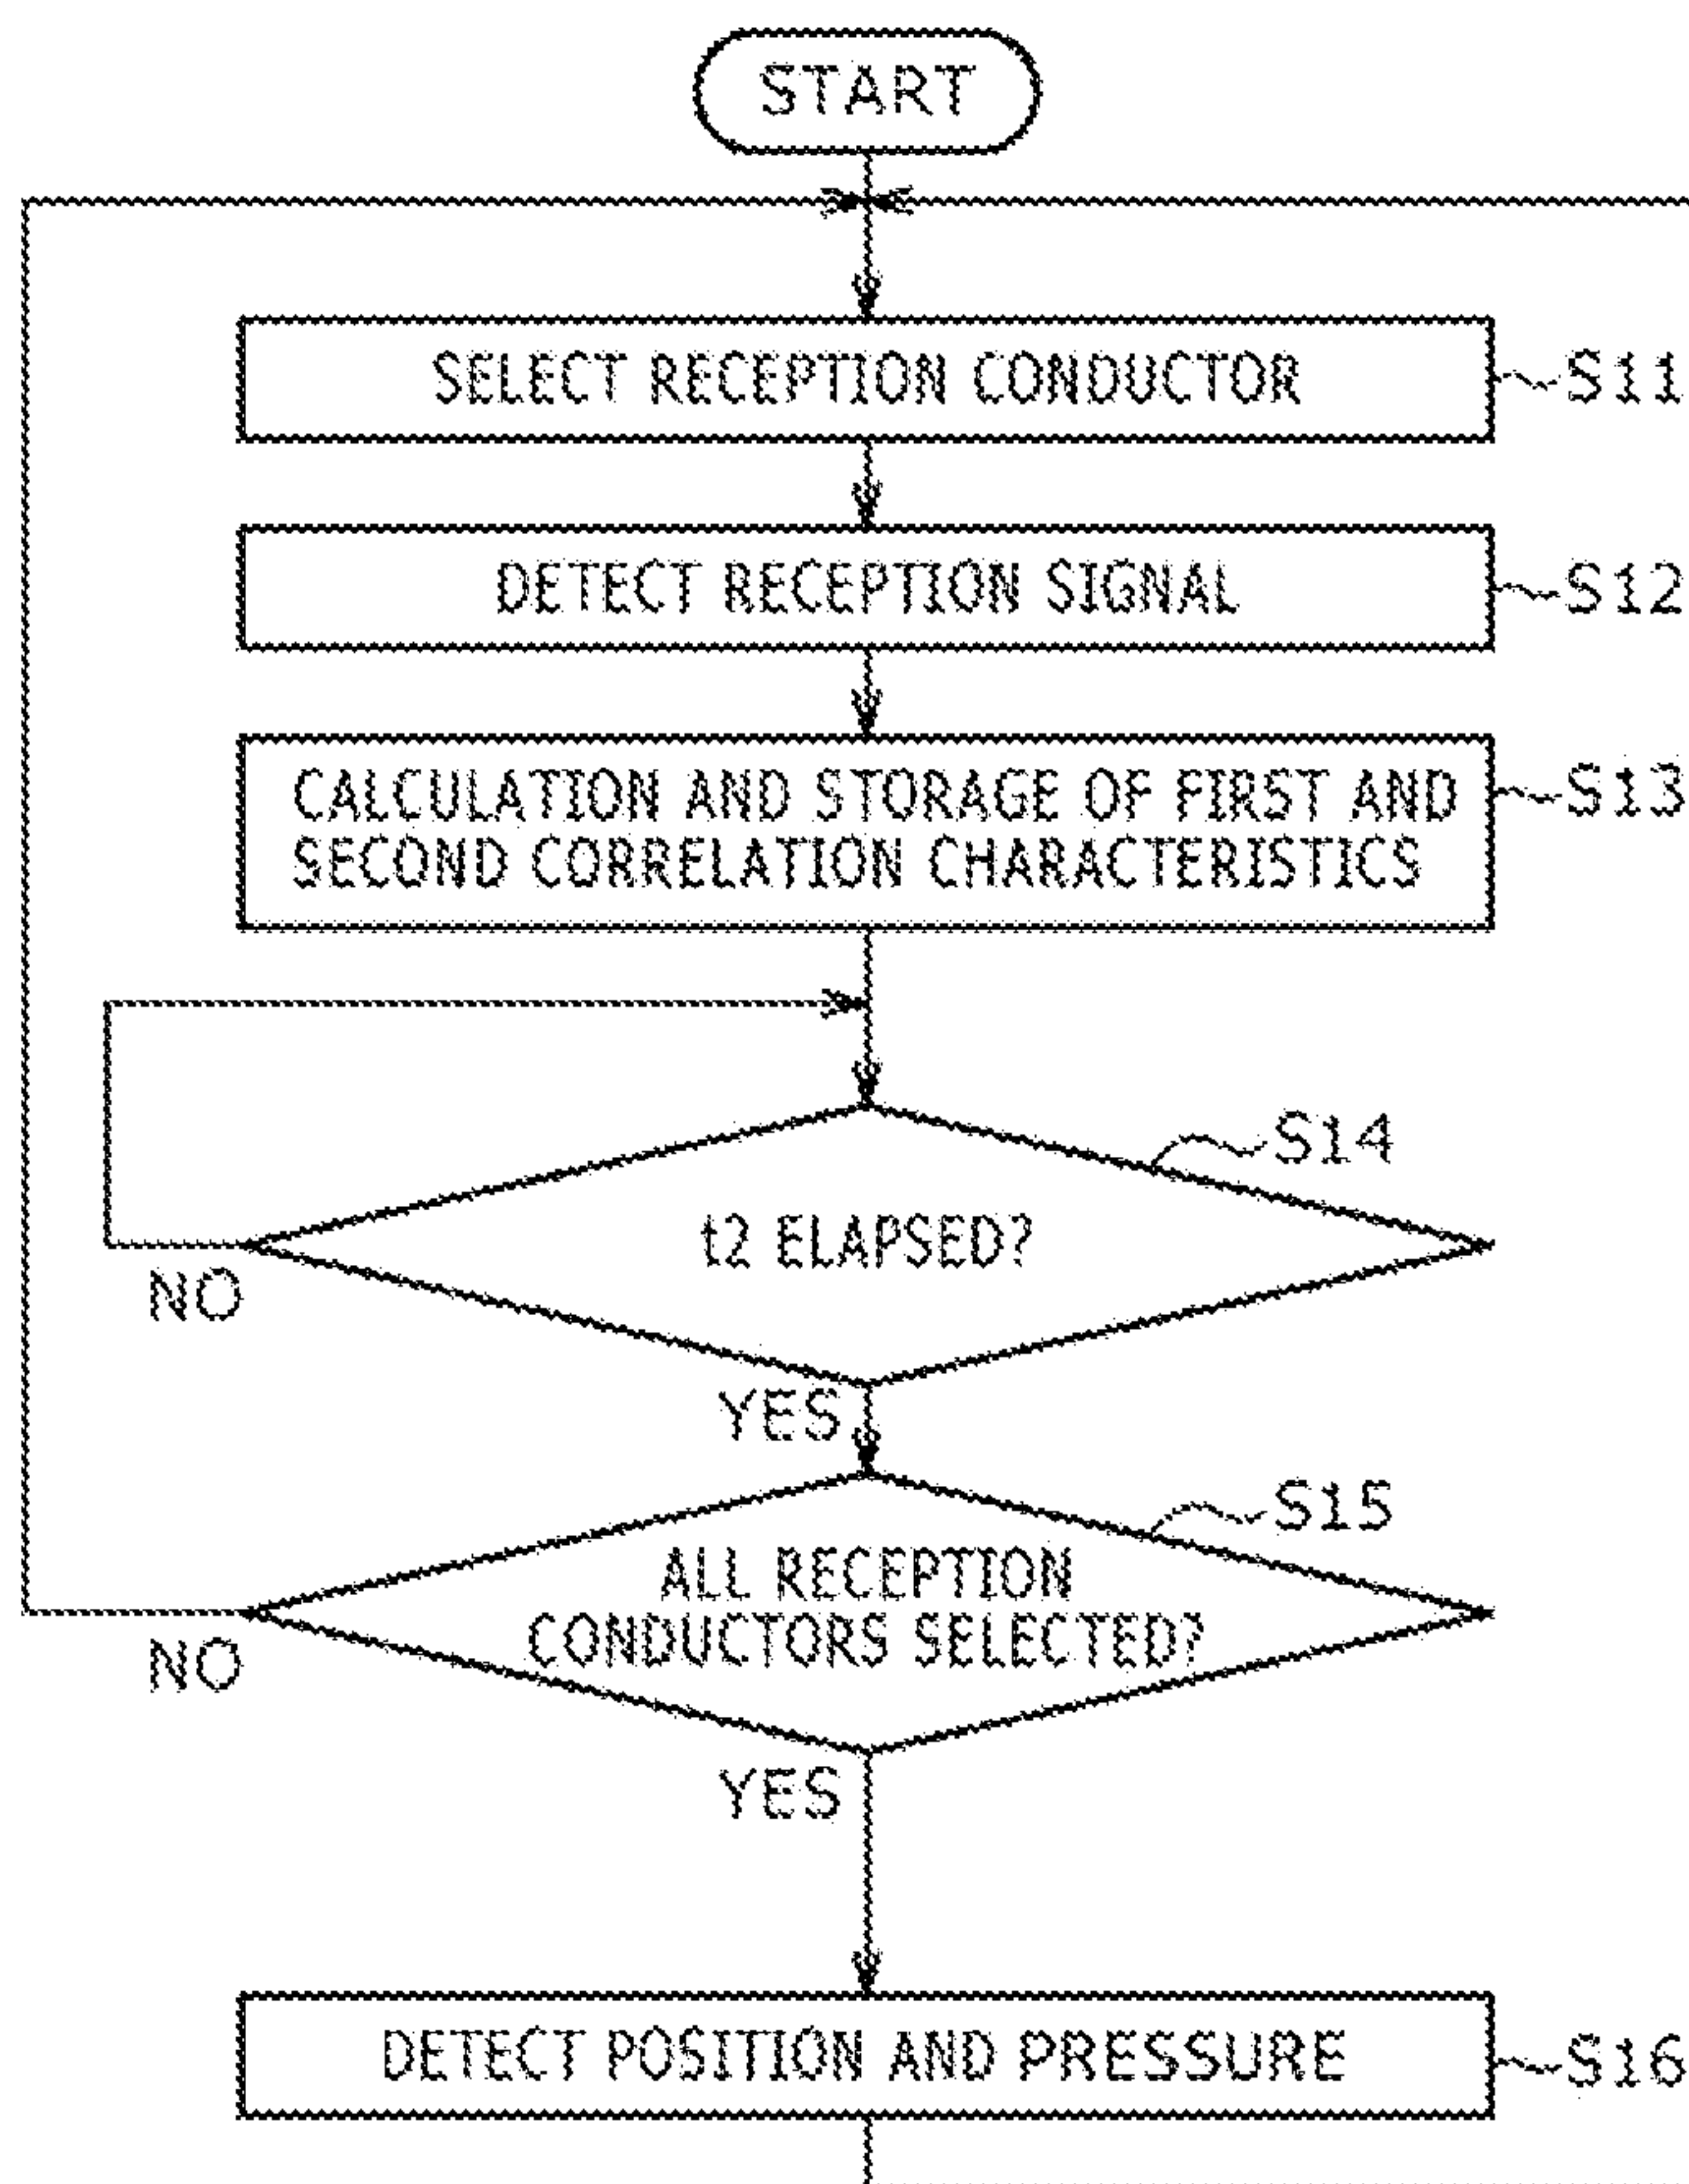 START
SELECT RECEPTION CONDUCTOR
S11
DETECT RECEPTION SIGNAL
S12
CALCULATION AND STORAGE OF FIRST AND
SECOND CORRELATION CHARACTERISTICS
S13
S14
t2 ELAPSED?
NO
YES
S15
ALL RECEPTION
CONDUCTORS SELECTED?
NO
YES
DETECT POSITION AND PRESSURE
S16